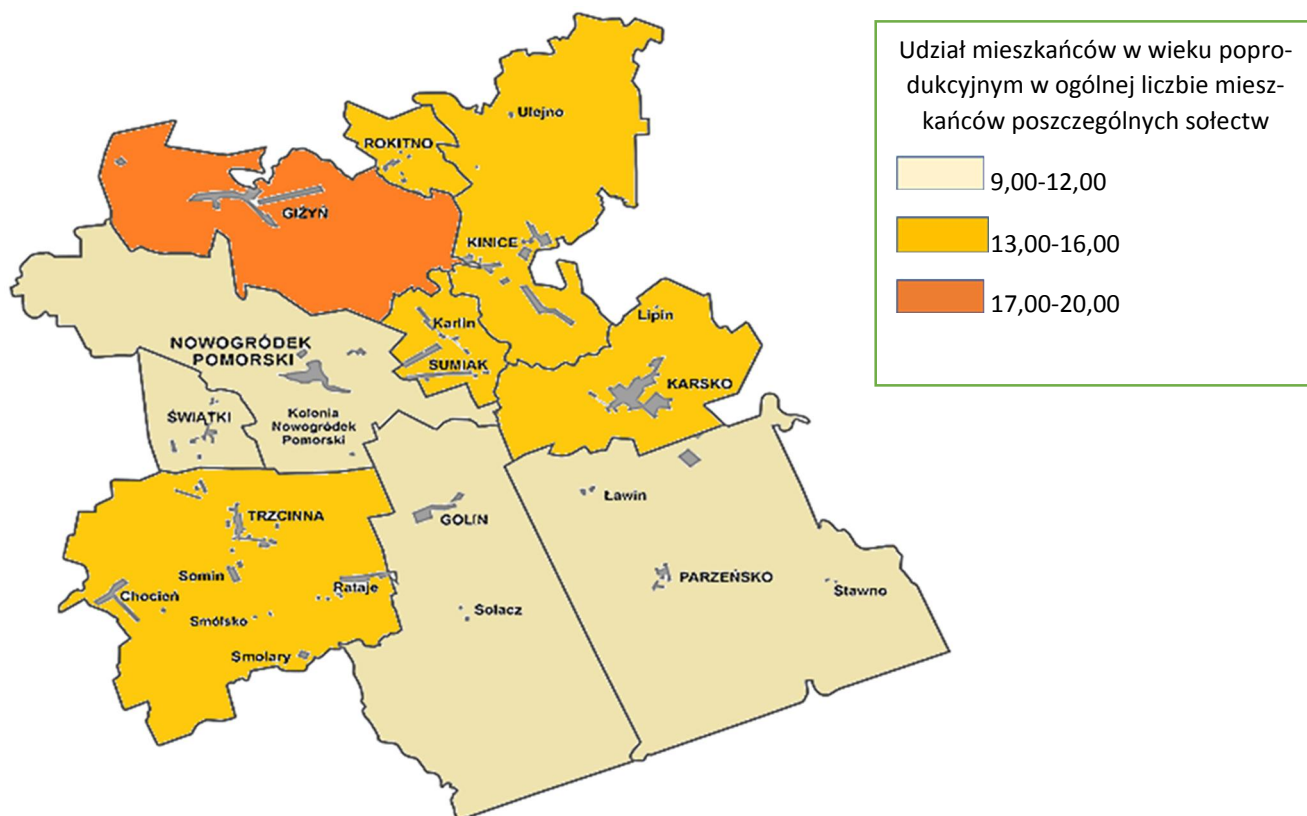 Udział mieszkańców w wieku popro-
dukcyjnym w ogólnej liczbie miesz-
kańców poszczególnych sołectw
9,00-12,00
13,00-16,00
17,00-20,00
Ulejno
ROKITNO
GIŻYŃ
KINICE
Lipin
Karlin
NOWOGRÓDEK
POMORSKI
SUMIAK
KARSKO
ŚWIĄTKI
Kolonia
Nowogródek
Pomorski
Ławin
TRZCINNA
GOLIN
Somin
Rataje
PARZEŃSKO
Stawno
Chocień
Smólsko
Sołacz
Smolary